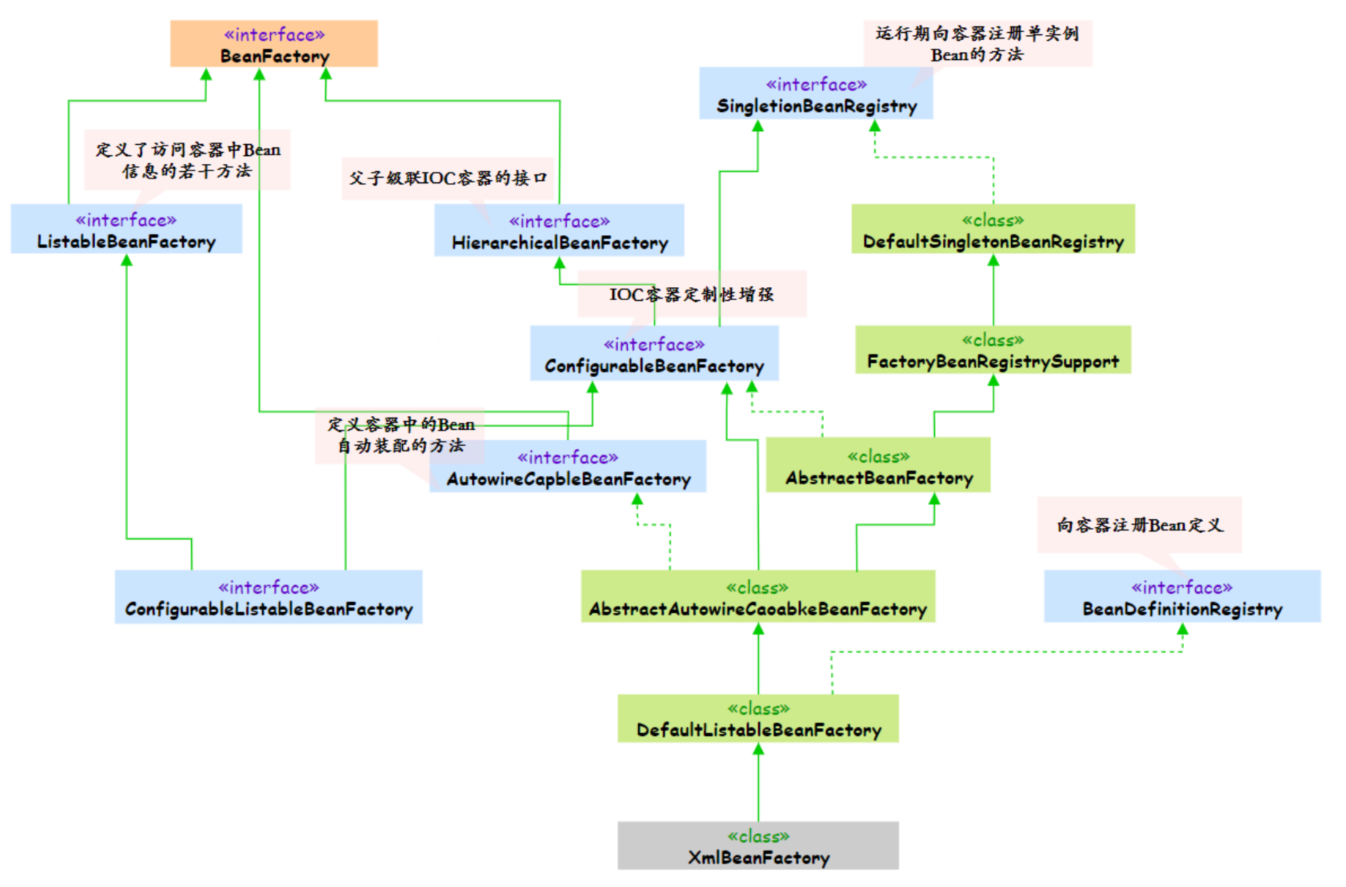 «interface»
BeanFactory
运行期向容器注册单实例
Bean的方法
«interface»
SingletionBeanRegistry
定义了访问容器中Bean
信息的若干方法
父子级联IOC容器的接口
«interface»
ListableBeanFactory
«interface»
HierarchicalBeanFactory
«class»
DefaultSingletonBeanRegistry
IOC容器定制性增强
«interface»
ConfigurableBeanFactory
«class»
FactoryBeanRegistrySupport
定义容器中的Bean
自动装配的方法
«interface»
AutowireCapbleBeanFactory
«class»
AbstractBeanFactory
向容器注册Bean定义
«interface»
ConfigurableListableBeanFactory
«class»
AbstractAutowireCaoabkeBeanFactory
«interface»
BeanDefinitionRegistry
«class»
DefaultListableBeanFactory
«class»
XmlBeanFactory